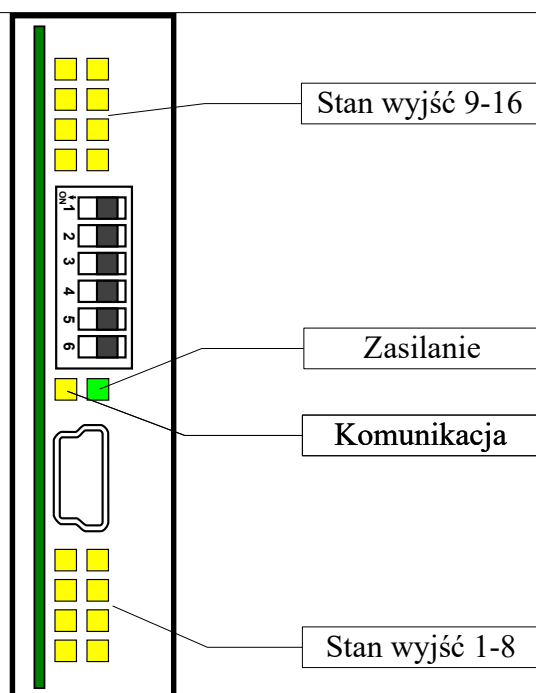 Stan wyjść 9-16
ON
1
2
3
4
5
6
Zasilanie
Komunikacja
Stan wyjść 1-8